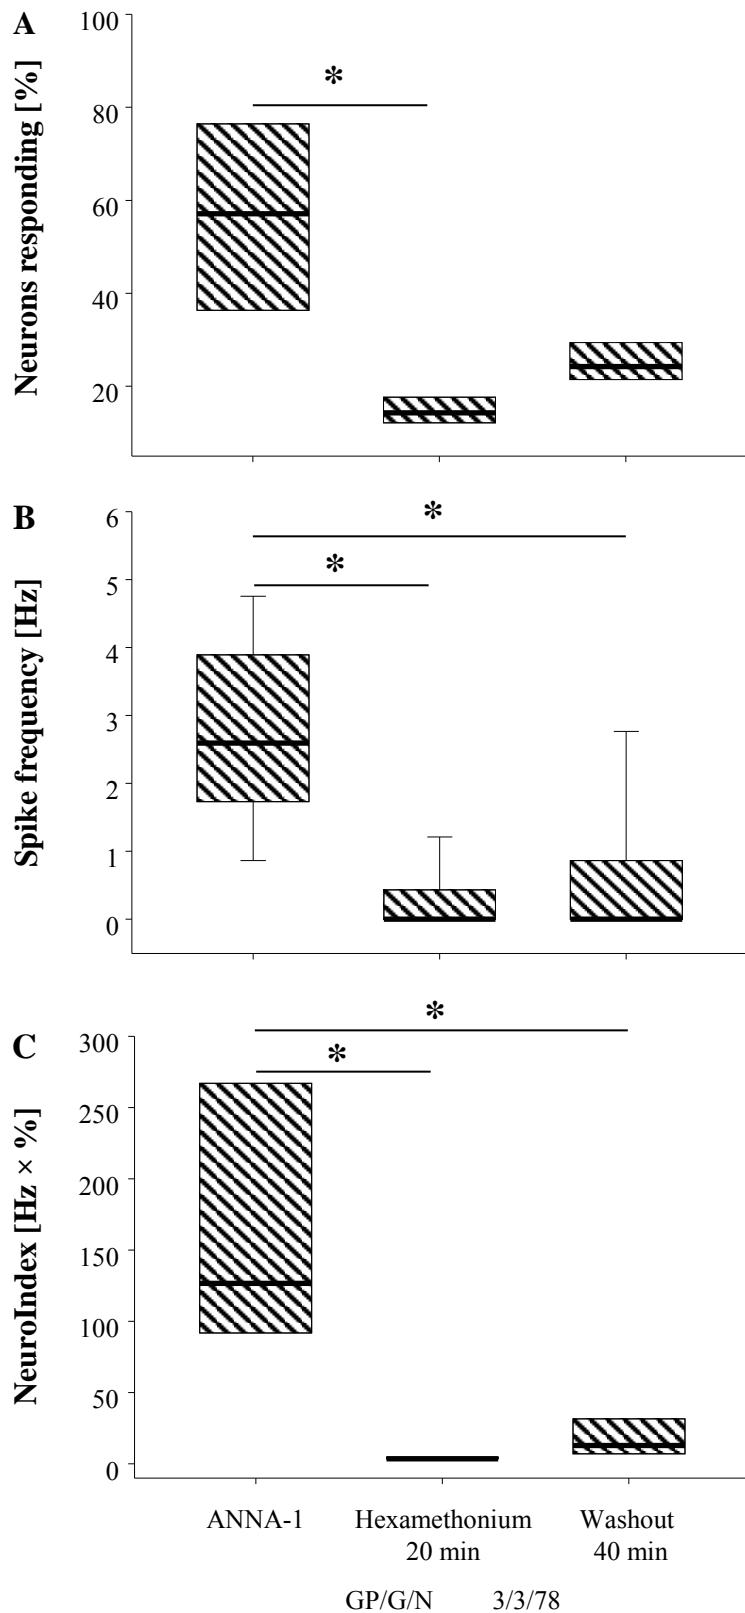 A
Neurons responding [%]
100
80
60
40
20
*
B
Spike frequency [Hz]
6
5
4
3
2
1
0
*
*
C
NeuroIndex [Hz × %]
300
250
200
150
100
50
0
*
*
ANNA-1 Hexamethonium Washout
20 min 40 min
GP/G/N 3/3/78